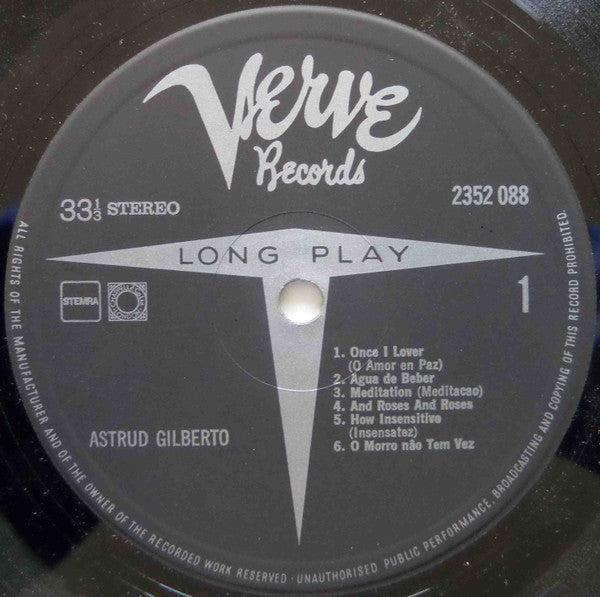 Verve
Records
33⅓ STEREO
2352 088
LONG PLAY
STEMRA
1
1. Once I Lover
(O Amor en Paz)
2. Agua de Beber
3. Meditation (Meditacao)
4. And Roses And Roses
5. How Insensitive
(Insensatez)
6. O Morro não Tem Vez
ASTRUD GILBERTO
ALL RIGHTS OF THE MANUFACTURER AND OF THE OWNER OF THE RECORDED WORK RESERVED · UNAUTHORISED PUBLIC PERFORMANCE, BROADCASTING AND COPYING OF THIS RECORD PROHIBITED.